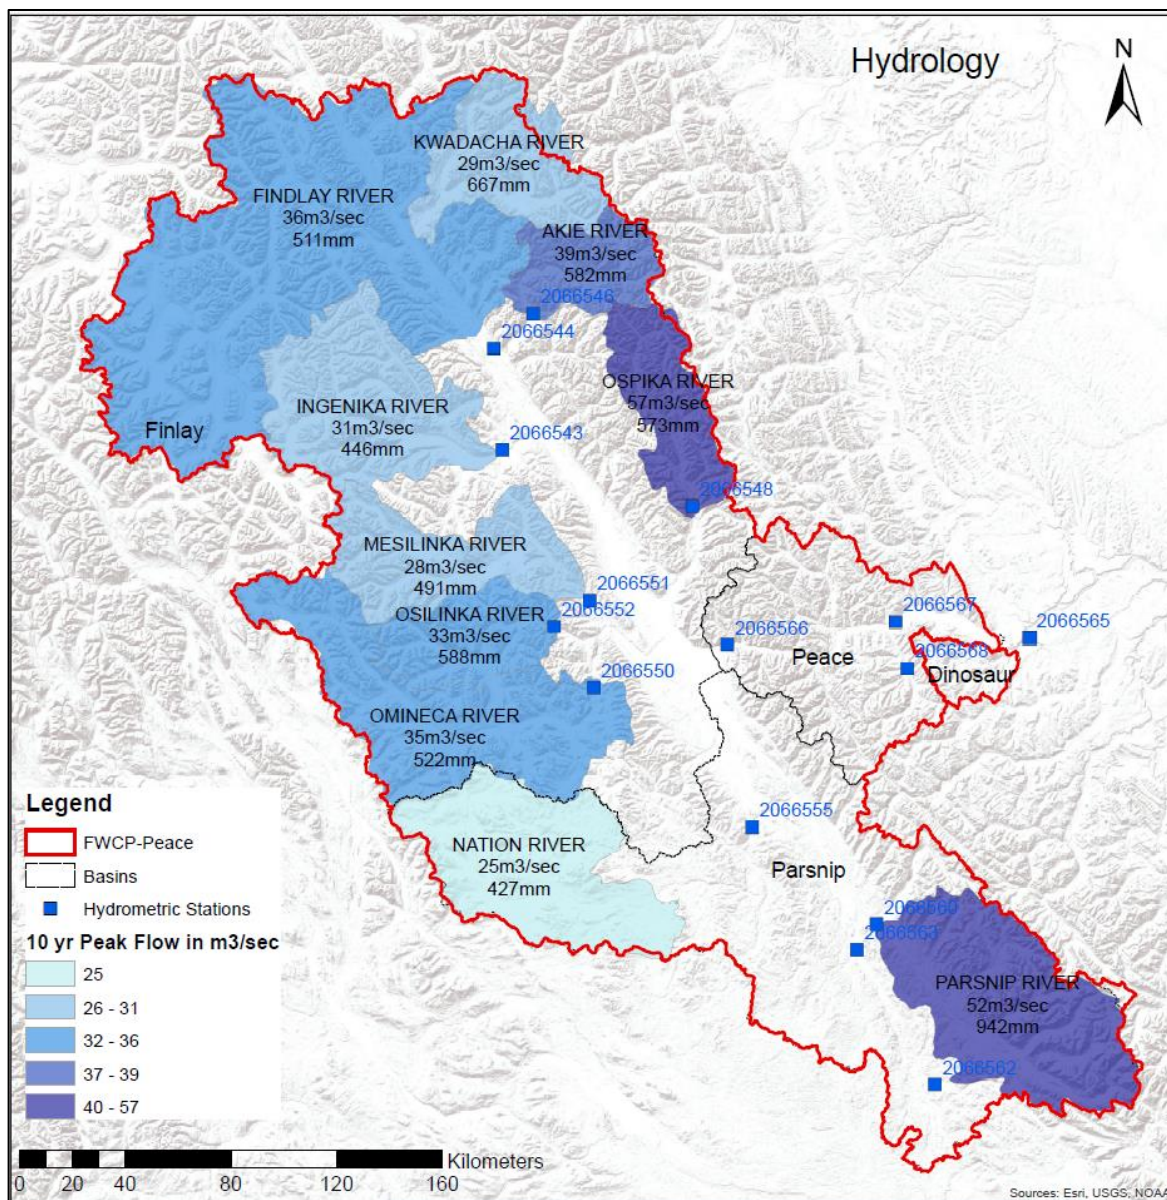 Hydrology
N
KWADACHA RIVER
29m3/sec
667mm
FINDLAY RIVER
36m3/sec
511mm
AKIE RIVER
39m3/sec
582mm
2066546
2066544
OSPIKA RIVER
57m3/sec
573mm
INGENIKA RIVER
31m3/sec
446mm
Finlay
2066543
2066548
MESILINKA RIVER
28m3/sec
491mm
2066551
OSILINKA RIVER
33m3/sec
588mm
2066552
2066566
2066567
2066565
Peace
2066568
Dinosaur
2066550
OMINECA RIVER
35m3/sec
522mm
NATION RIVER
25m3/sec
427mm
2066555
Parsnip
2066560
2066563
PARSNIP RIVER
52m3/sec
942mm
2066562
Legend
FWCP-Peace
Basins
Hydrometric Stations
10 yr Peak Flow in m3/sec
25
26 - 31
32 - 36
37 - 39
40 - 57
Kilometers
0 20 40 80 120 160
Sources: Esri, USGS, NOAA